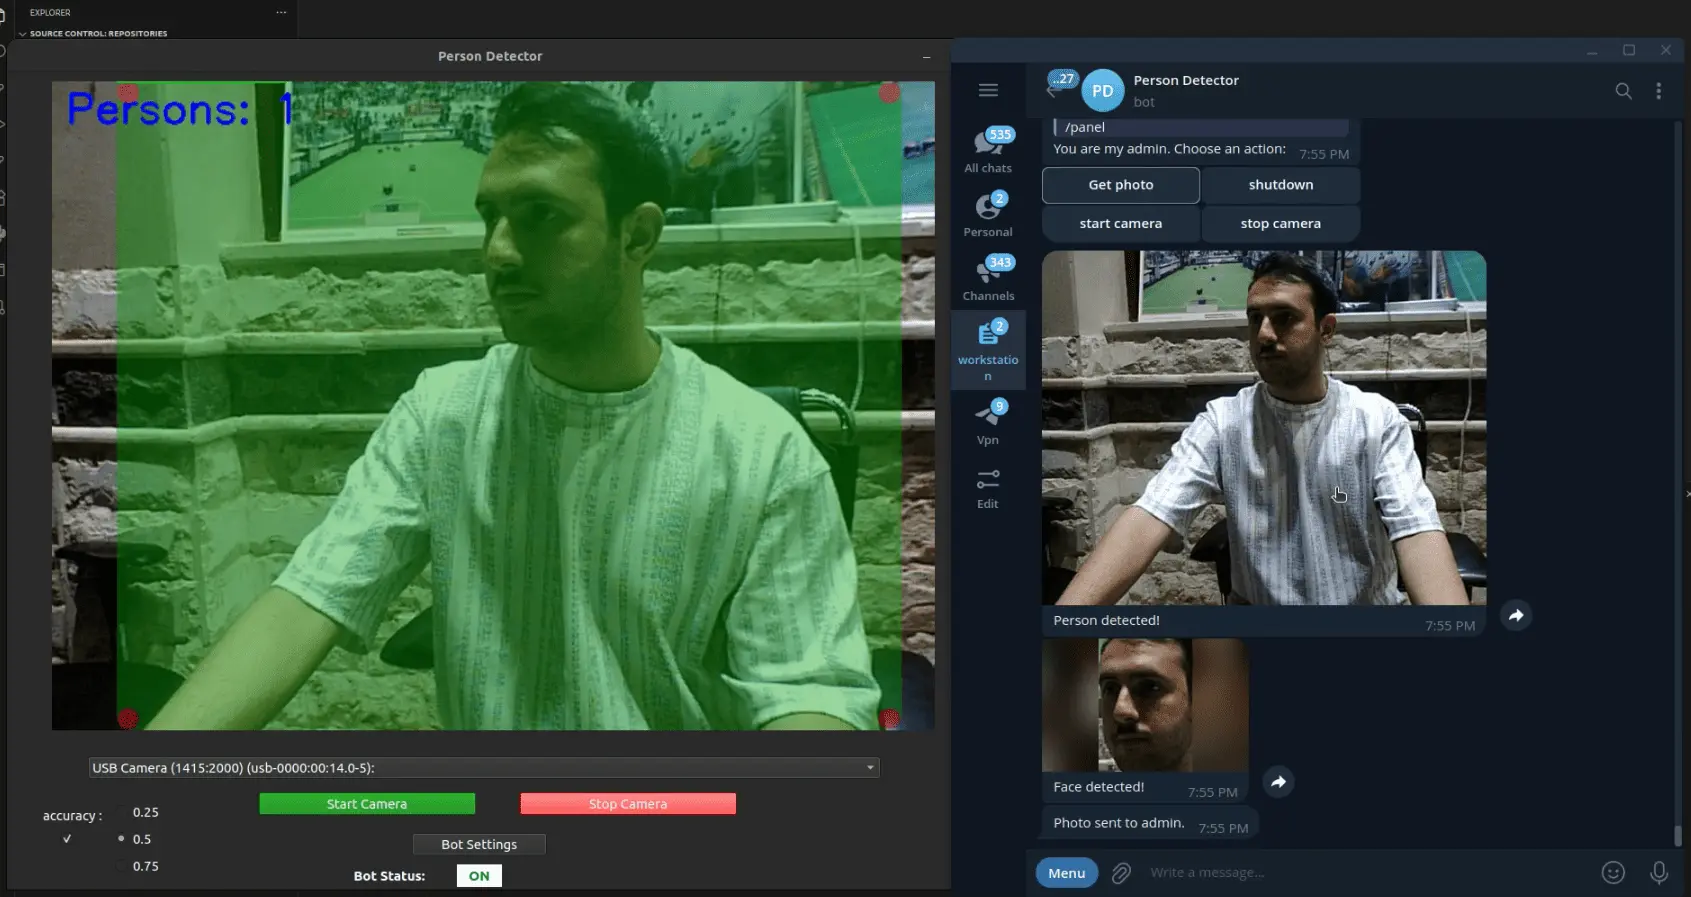 EXPLORER
SOURCE CONTROL: REPOSITORIES
Person Detector
Persons: 1
USB Camera (1415:2000) (usb-0000:00:14.0-5):
Start Camera
Stop Camera
accuracy :
0.25
0.5
0.75
Bot Settings
Bot Status:
ON
535
All chats
2
Personal
343
Channels
2
workstatio
n
9
Vpn
Edit
..27
PD
Person Detector
bot
/panel
You are my admin. Choose an action:
7:55 PM
Get photo
shutdown
start camera
stop camera
Person detected!
7:55 PM
Face detected!
7:55 PM
Photo sent to admin.
7:55 PM
Menu
Write a message...